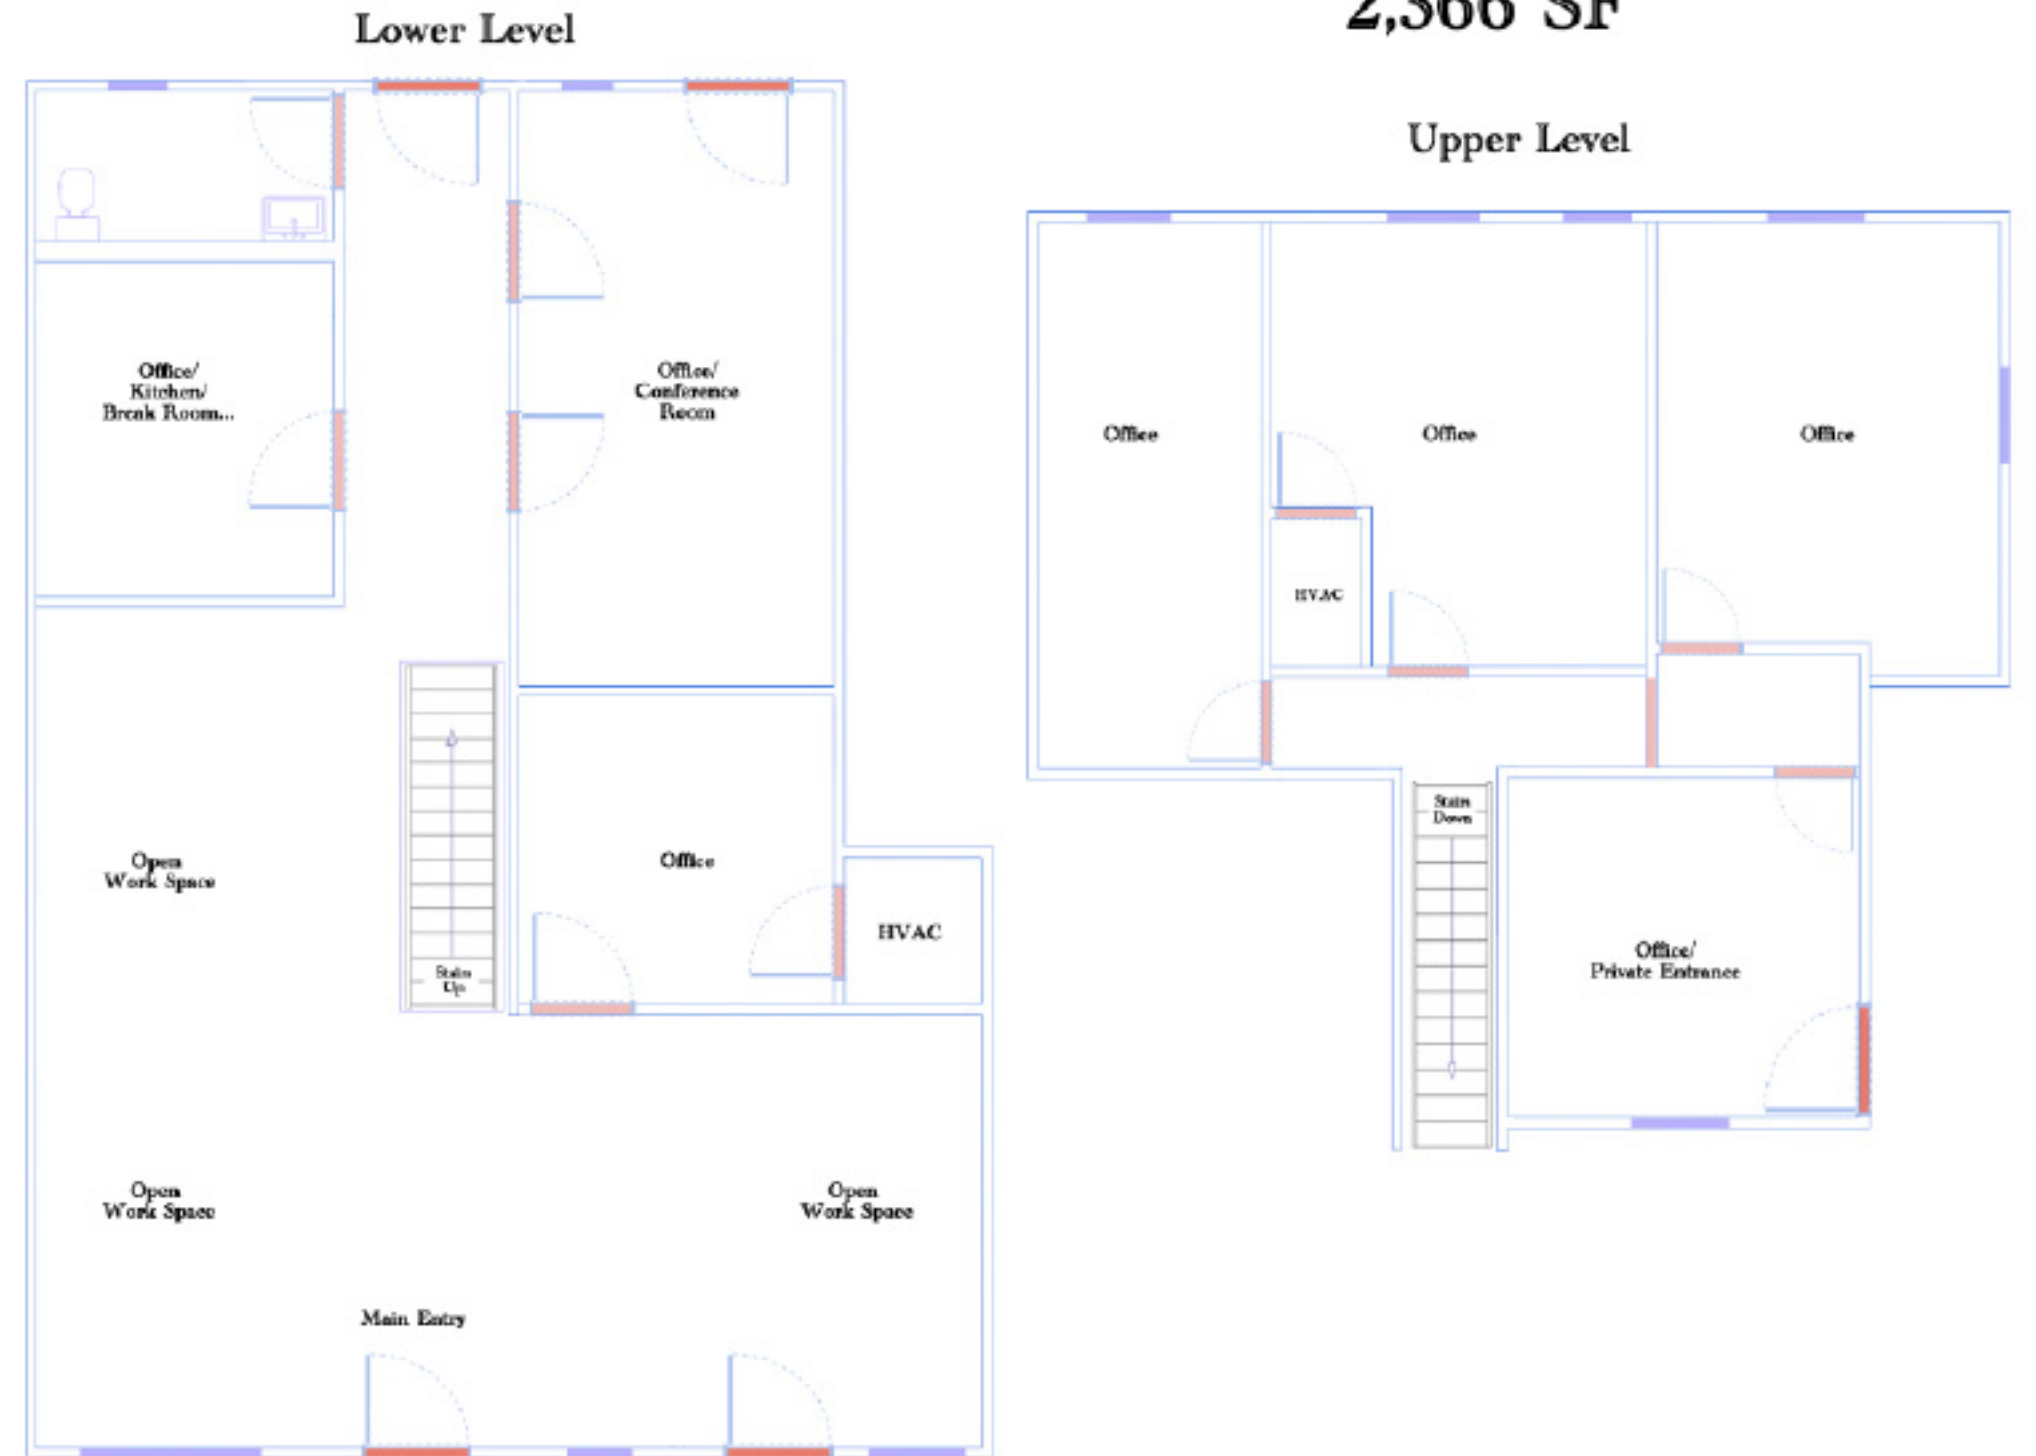 Lower Level
2,366 SF
Upper Level
Office/
Kitchen/
Break Room...
Office/
Conference
Room
Office
Office
Office
HVAC
Stairs
Down
Open
Work Space
Office
HVAC
Stairs
Up
Office/
Private Entrance
Open
Work Space
Open
Work Space
Main Entry